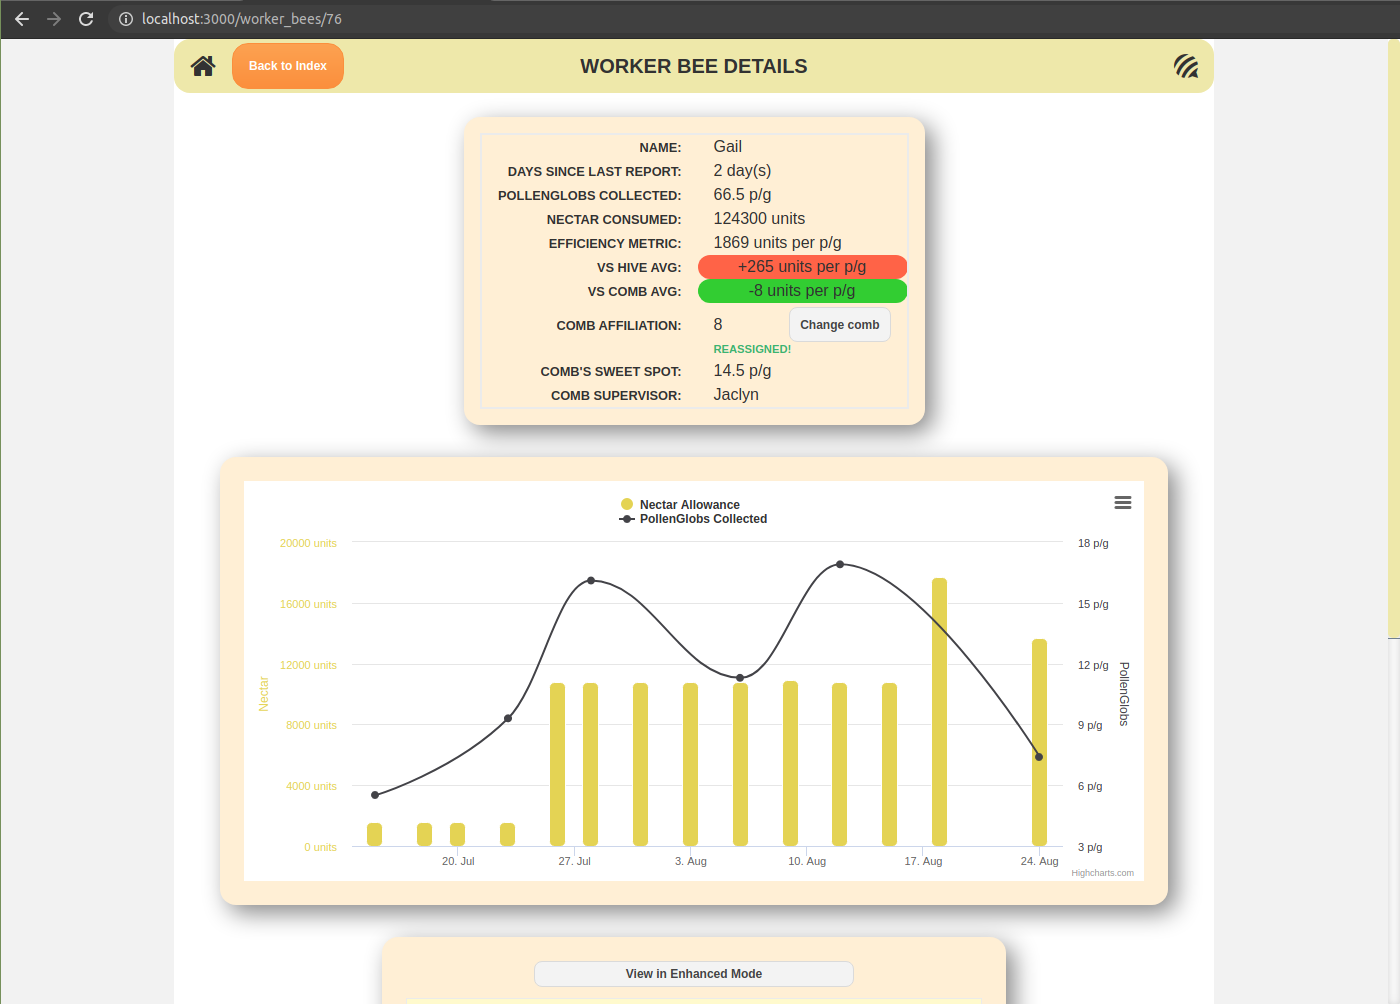 localhost:3000/worker_bees/76
Back to Index
WORKER BEE DETAILS
NAME: Gail
DAYS SINCE LAST REPORT: 2 day(s)
POLLENGLOBS COLLECTED: 66.5 p/g
NECTAR CONSUMED: 124300 units
EFFICIENCY METRIC: 1869 units per p/g
VS HIVE AVG: +265 units per p/g
VS COMB AVG: -8 units per p/g
COMB AFFILIATION: 8 Change comb
REASSIGNED!
COMB'S SWEET SPOT: 14.5 p/g
COMB SUPERVISOR: Jaclyn
Nectar Allowance
PollenGlobs Collected
20000 units 18 p/g
16000 units 15 p/g
12000 units 12 p/g
Nectar
PollenGlobs
8000 units 9 p/g
4000 units 6 p/g
0 units 3 p/g
20. Jul 27. Jul 3. Aug 10. Aug 17. Aug 24. Aug
Highcharts.com
View in Enhanced Mode